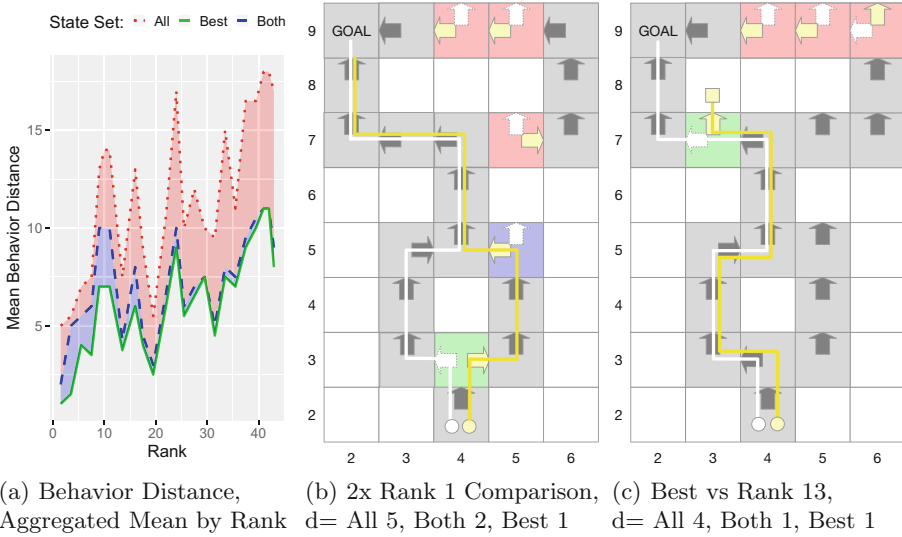 State Set: All Best Both
Mean Behavior Distance
15
10
5
0 10 20 30 40
Rank
(a) Behavior Distance,
Aggregated Mean by Rank
GOAL
9
8
7
6
5
4
3
2
2 3 4 5 6
(b) 2x Rank 1 Comparison,
d= All 5, Both 2, Best 1
GOAL
9
8
7
6
5
4
3
2
2 3 4 5 6
(c) Best vs Rank 13,
d= All 4, Both 1, Best 1